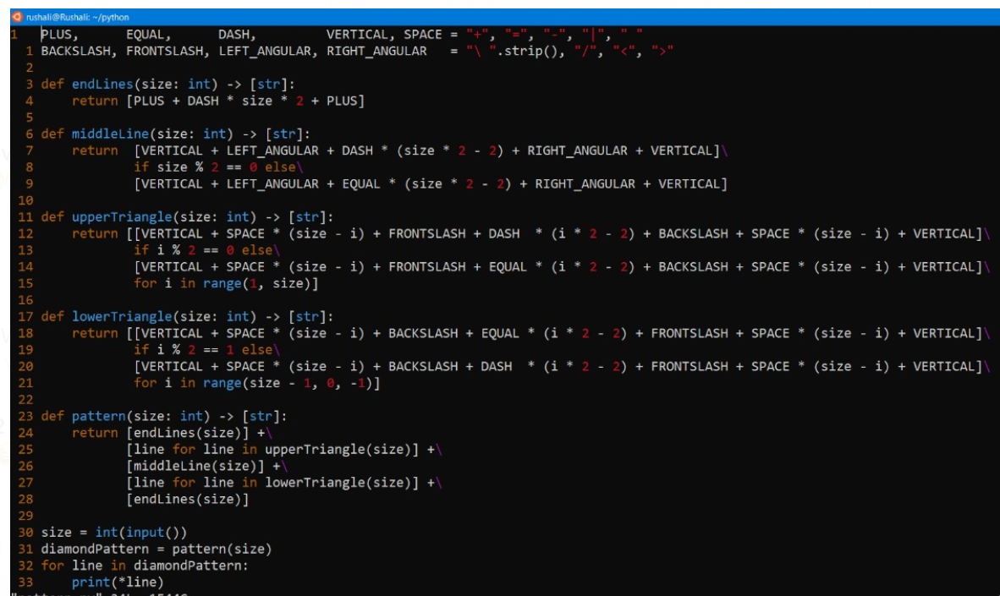 rushali@Rushali: ~/python
1   PLUS,      EQUAL,      DASH,          VERTICAL, SPACE = "+", "=", "-", "|", " "
  1 BACKSLASH, FRONTSLASH, LEFT_ANGULAR, RIGHT_ANGULAR   = "\ ".strip(), "/", "<", ">"
  2
  3 def endLines(size: int) -> [str]:
  4     return [PLUS + DASH * size * 2 + PLUS]
  5
  6 def middleLine(size: int) -> [str]:
  7     return  [VERTICAL + LEFT_ANGULAR + DASH * (size * 2 - 2) + RIGHT_ANGULAR + VERTICAL]\
  8             if size % 2 == 0 else\
  9             [VERTICAL + LEFT_ANGULAR + EQUAL * (size * 2 - 2) + RIGHT_ANGULAR + VERTICAL]
 10
 11 def upperTriangle(size: int) -> [str]:
 12     return [[VERTICAL + SPACE * (size - i) + FRONTSLASH + DASH  * (i * 2 - 2) + BACKSLASH + SPACE * (size - i) + VERTICAL]\
 13             if i % 2 == 0 else\
 14             [VERTICAL + SPACE * (size - i) + FRONTSLASH + EQUAL * (i * 2 - 2) + BACKSLASH + SPACE * (size - i) + VERTICAL]\
 15             for i in range(1, size)]
 16
 17 def lowerTriangle(size: int) -> [str]:
 18     return [[VERTICAL + SPACE * (size - i) + BACKSLASH + EQUAL * (i * 2 - 2) + FRONTSLASH + SPACE * (size - i) + VERTICAL]\
 19             if i % 2 == 1 else\
 20             [VERTICAL + SPACE * (size - i) + BACKSLASH + DASH  * (i * 2 - 2) + FRONTSLASH + SPACE * (size - i) + VERTICAL]\
 21             for i in range(size - 1, 0, -1)]
 22
 23 def pattern(size: int) -> [str]:
 24     return [endLines(size)] +\
 25            [line for line in upperTriangle(size)] +\
 26            [middleLine(size)] +\
 27            [line for line in lowerTriangle(size)] +\
 28            [endLines(size)]
 29
 30 size = int(input())
 31 diamondPattern = pattern(size)
 32 for line in diamondPattern:
 33     print(*line)